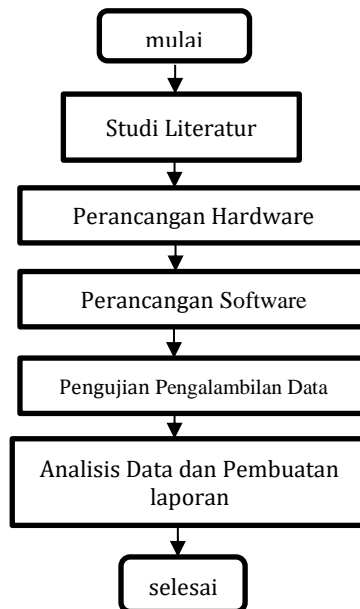 mulai
Studi Literatur
Perancangan Hardware
Perancangan Software
Pengujian Pengalambilan Data
Analisis Data dan Pembuatan
laporan
selesai